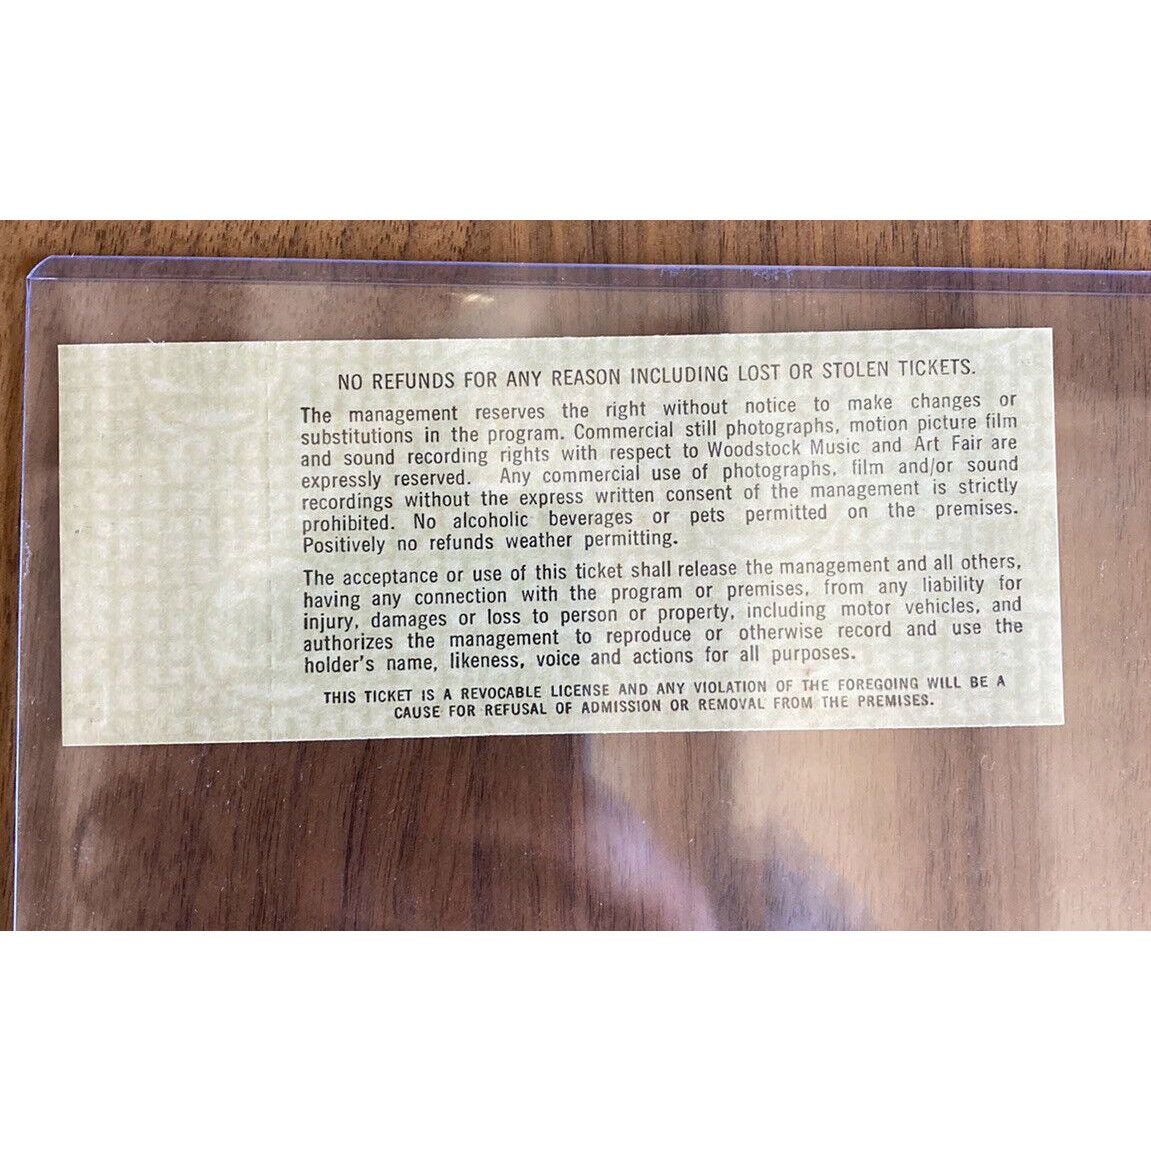 NO REFUNDS FOR ANY REASON INCLUDING LOST OR STOLEN TICKETS.
The management reserves the right without notice to make changes or
substitutions in the program. Commercial still photographs, motion picture film
and sound recording rights with respect to Woodstock Music and Art Fair are
expressly reserved. Any commercial use of photographs, film and/or sound
recordings without the express written consent of the management is strictly
prohibited. No alcoholic beverages or pets permitted on the premises.
Positively no refunds weather permitting.
The acceptance or use of this ticket shall release the management and all others,
having any connection with the program or premises, from any liability for
injury, damages or loss to person or property, including motor vehicles, and
authorizes the management to reproduce or otherwise record and use the
holder's name, likeness, voice and actions for all purposes.
THIS TICKET IS A REVOCABLE LICENSE AND ANY VIOLATION OF THE FOREGOING WILL BE A
CAUSE FOR REFUSAL OF ADMISSION OR REMOVAL FROM THE PREMISES.